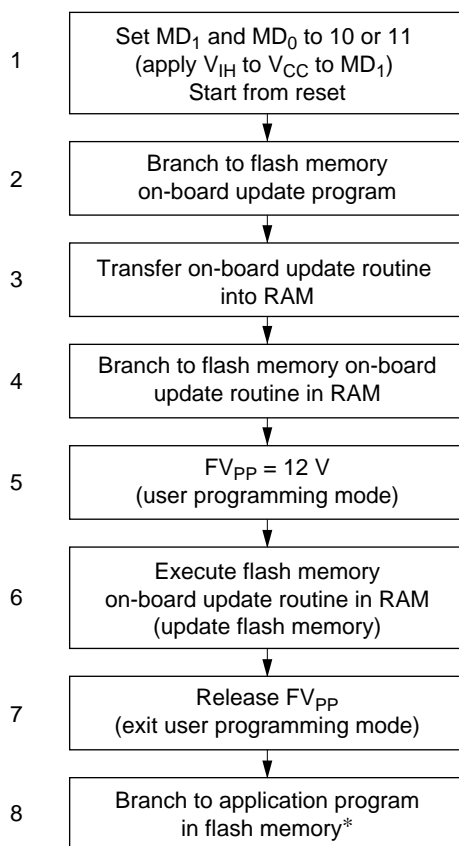 1
Set MD₁ and MD₀ to 10 or 11
(apply V_IH to V_CC to MD₁)
Start from reset
2
Branch to flash memory
on-board update program
3
Transfer on-board update routine
into RAM
4
Branch to flash memory on-board
update routine in RAM
5
FV_PP = 12 V
(user programming mode)
6
Execute flash memory
on-board update routine in RAM
(update flash memory)
7
Release FV_PP
(exit user programming mode)
8
Branch to application program
in flash memory*